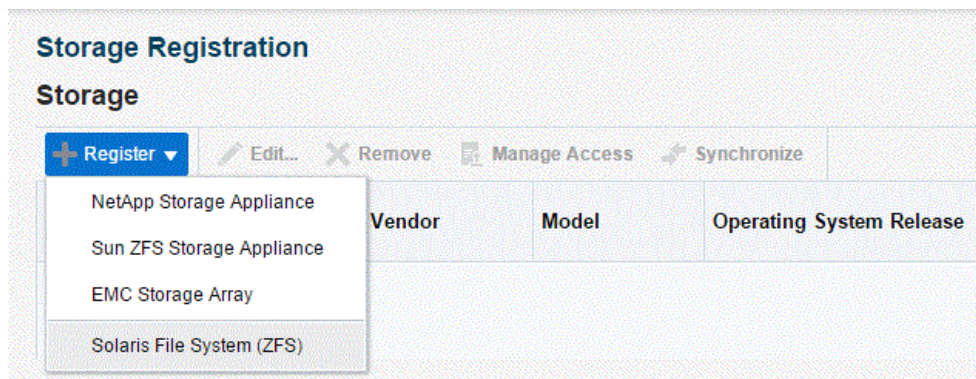 Storage Registration
Storage
Register Edit... Remove Manage Access Synchronize
NetApp Storage Appliance
Vendor Model Operating System Release
Sun ZFS Storage Appliance
EMC Storage Array
Solaris File System (ZFS)